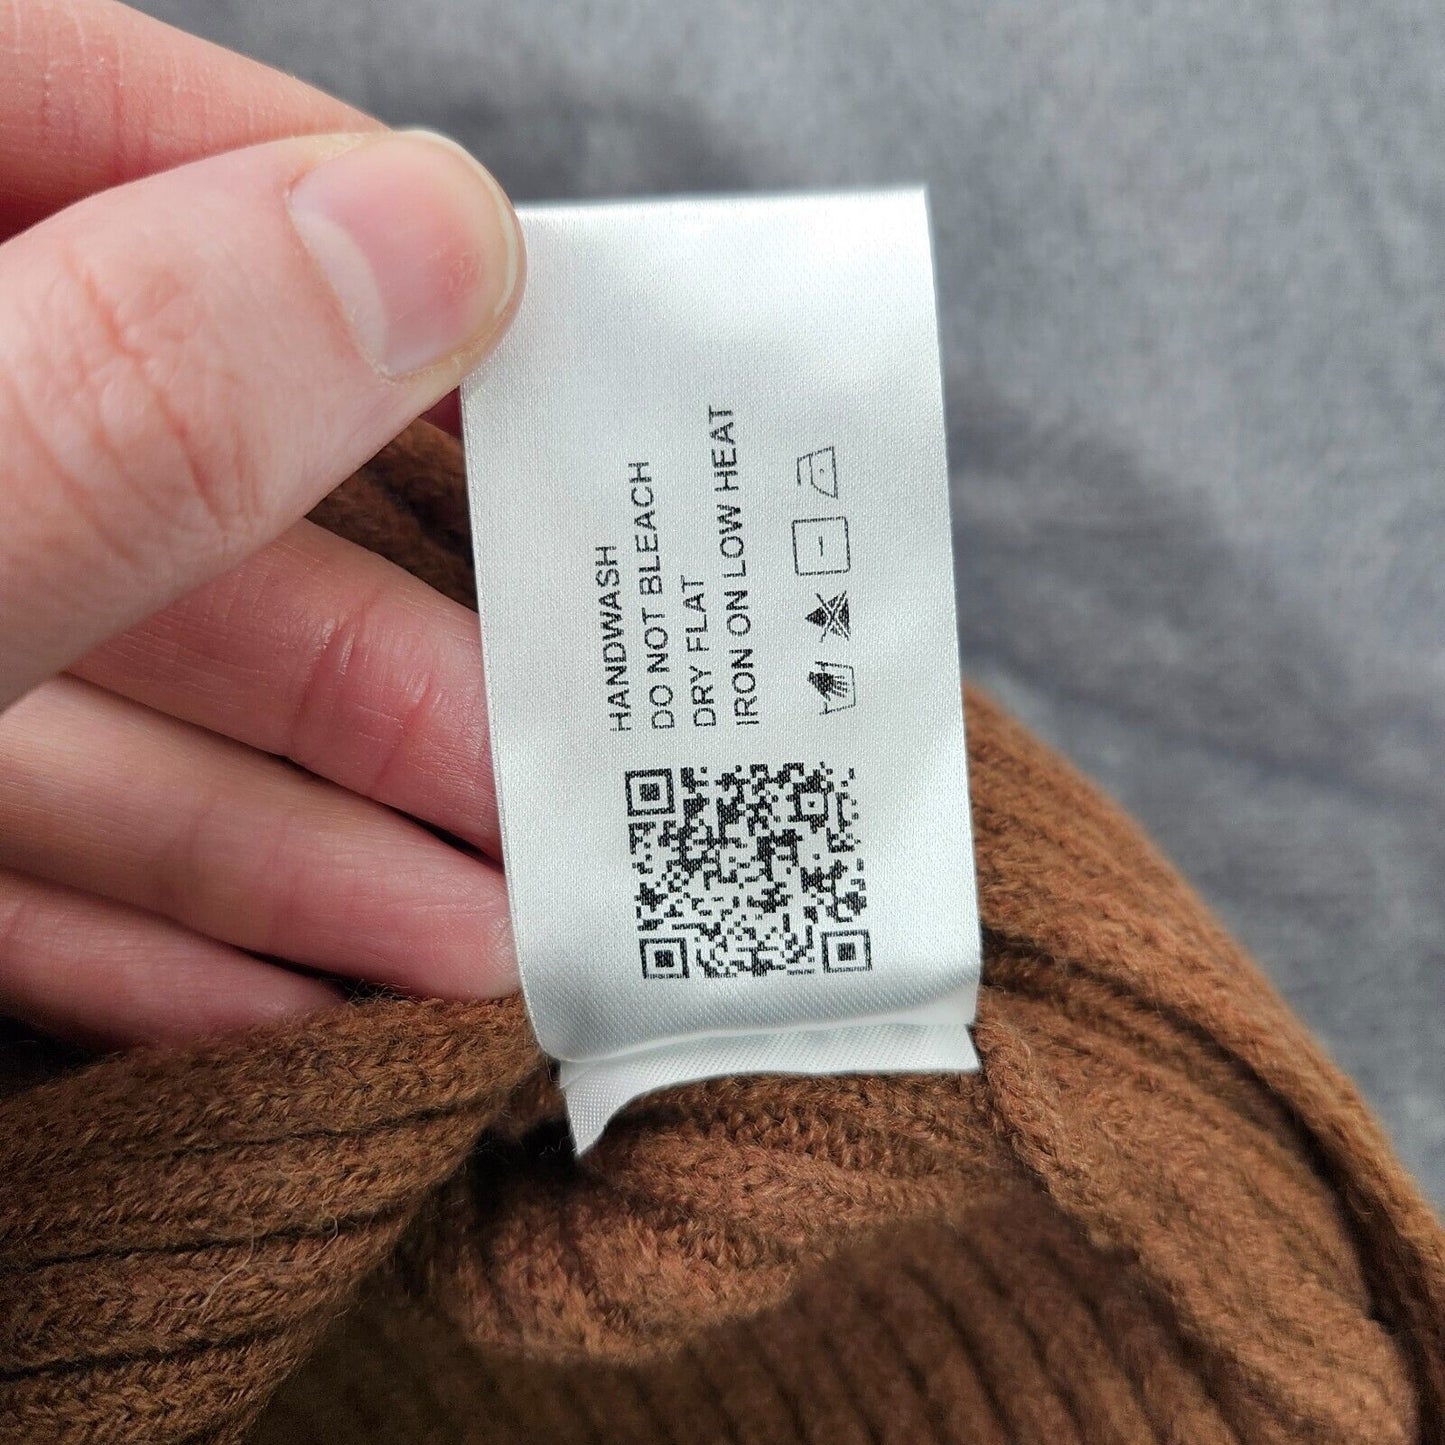 HANDWASH
DO NOT BLEACH
DRY FLAT
IRON ON LOW HEAT